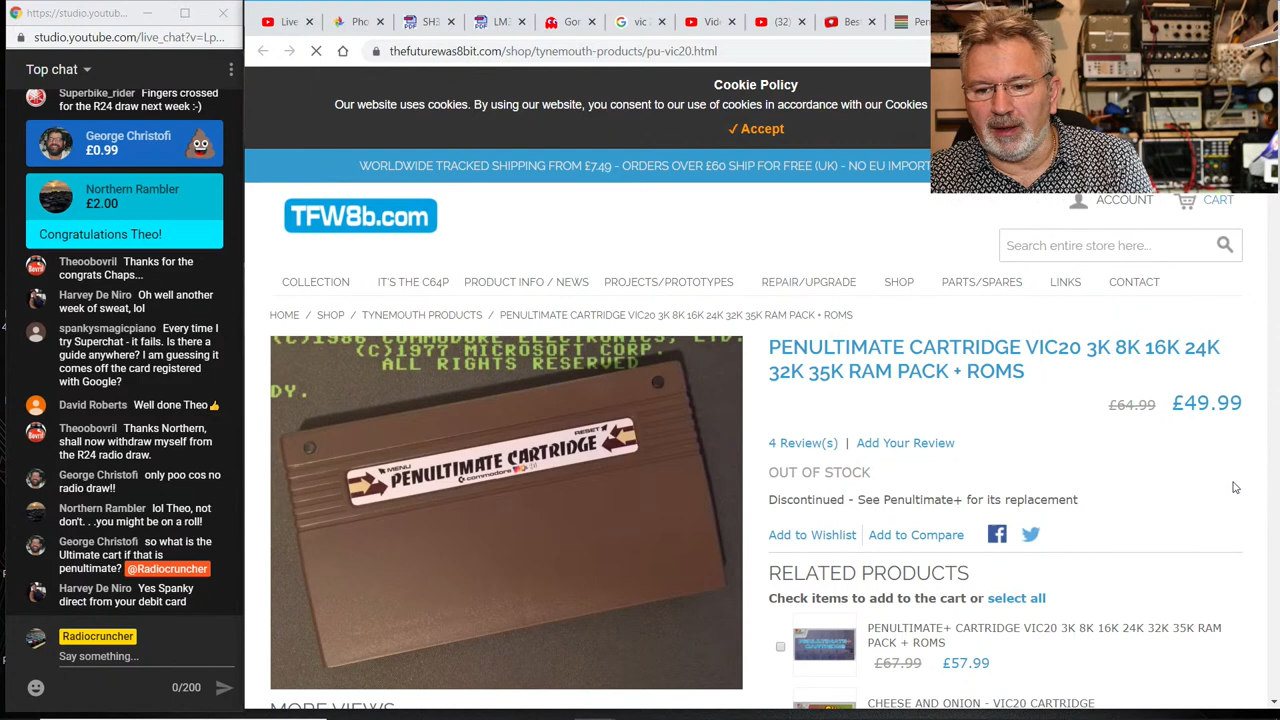 https://studio.youtub...
studio.youtube.com/live_chat?v=Lp...
Top chat
Superbike_rider Fingers crossed
for the R24 draw next week :-)
George Christofi
£0.99
Northern Rambler
£2.00
Congratulations Theo!
Theoobovril Thanks for the
congrats Chaps...
Harvey De Niro Oh well another
week of sweat, lol
spankysmagicpiano Every time I
try Superchat - it fails. Is there a
guide anywhere? I am guessing it
comes off the card registered
with Google?
David Roberts Well done Theo👍
Theoobovril Thanks Northern,
shall now withdraw myself from
the R24 radio draw.
George Christofi only poo cos no
radio draw!!
Northern Rambler lol Theo, not
don't. . .you might be on a roll!
George Christofi so what is the
Ultimate cart if that is
penultimate? @Radiocruncher
Harvey De Niro Yes Spanky
direct from your debit card
Radiocruncher
Say something...
0/200
Live
Pho
SH
LM
Gor
vic
Vid
(32)
Bes
Per
thefuturewas8bit.com/shop/tynemouth-products/pu-vic20.html
Cookie Policy
Our website uses cookies. By using our website, you consent to our use of cookies in accordance with our Cookies
✓ Accept
WORLDWIDE TRACKED SHIPPING FROM £7.49 - ORDERS OVER £60 SHIP FOR FREE (UK) - NO EU IMPORT
TFW8b.com
ACCOUNT CART
Search entire store here...
COLLECTION IT'S THE C64P PRODUCT INFO / NEWS PROJECTS/PROTOTYPES REPAIR/UPGRADE SHOP PARTS/SPARES LINKS CONTACT
HOME / SHOP / TYNEMOUTH PRODUCTS / PENULTIMATE CARTRIDGE VIC20 3K 8K 16K 24K 32K 35K RAM PACK + ROMS
(C)1986 COMMODORE ELECTRONICS, LTD.
(C)1977 MICROSOFT CORP.
ALL RIGHTS RESERVED
DY.
MENU
RESET
PENULTIMATE CARTRIDGE
commodore
PENULTIMATE CARTRIDGE VIC20 3K 8K 16K 24K
32K 35K RAM PACK + ROMS
£64.99 £49.99
4 Review(s) | Add Your Review
OUT OF STOCK
Discontinued - See Penultimate+ for its replacement
Add to Wishlist | Add to Compare
RELATED PRODUCTS
Check items to add to the cart or select all
PENULTIMATE+ CARTRIDGE VIC20 3K 8K 16K 24K 32K 35K RAM
PACK + ROMS
£67.99 £57.99
CHEESE AND ONION - VIC20 CARTRIDGE
MORE VIEWS